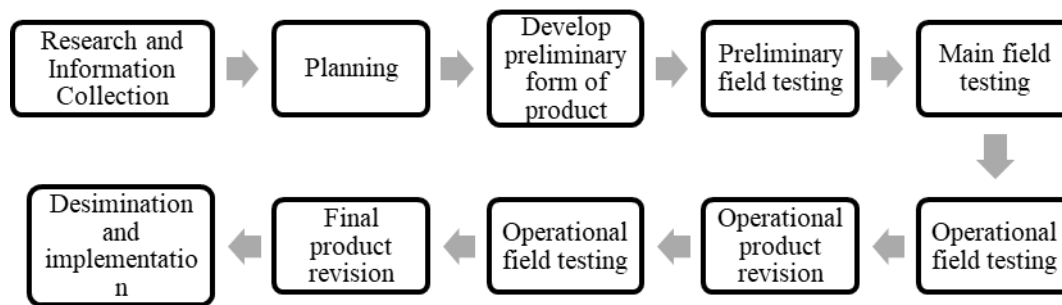 Research and
Information
Collection
Planning
Develop
preliminary
form of
product
Preliminary
field testing
Main field
testing
Operational
field testing
Operational
product
revision
Operational
field testing
Final
product
revision
Desimination
and
implementatio
n